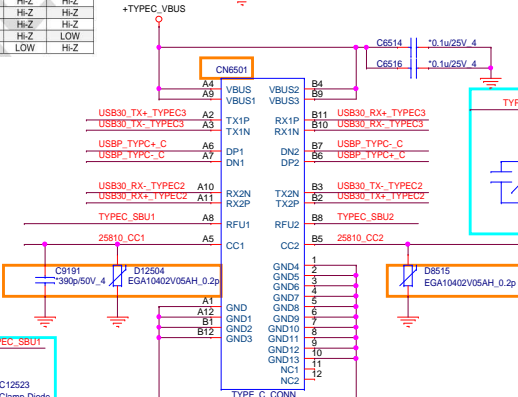 Hi-Z Hi-Z
Hi-Z Hi-Z
Hi-Z LOW
LOW Hi-Z
+TYPEC_VBUS
C6514 *0.1u/25V_4
C6516 *0.1u/25V_4
CN6501
A4 VBUS VBUS2 B4
A9 VBUS1 VBUS3 B9
USB30_TX+_TYPEC3 A2 TX1P RX1P B11 USB30_RX+_TYPEC3
USB30_TX-_TYPEC3 A3 TX1N RX1N B10 USB30_RX-_TYPEC3
USBP_TYPC+_C A6 DP1 DN2 B7 USBP_TYPC-_C
USBP_TYPC-_C A7 DN1 DP2 B6 USBP_TYPC+_C
USB30_RX-_TYPEC2 A10 RX2N TX2N B3 USB30_TX-_TYPEC2
USB30_RX+_TYPEC2 A11 RX2P TX2P B2 USB30_TX+_TYPEC2
TYPEC_SBU1 A8 RFU1 RFU2 B8 TYPEC_SBU2
25810_CC1 A5 CC1 CC2 B5 25810_CC2
C9191
*390p/50V_4
D12504
EGA10402V05AH_0.2p
D8515
EGA10402V05AH_0.2p
GND4 1
GND5 2
GND6 3
GND7 4
A1 GND GND8 5
A12 GND1 GND9 6
B1 GND2 GND10 7
B12 GND3 GND11 8
GND12 9
GND13 10
NC1 11
NC2 12
TYPE_C_CONN
PEC_SBU1
C12523
Clamp-Diode
TYP